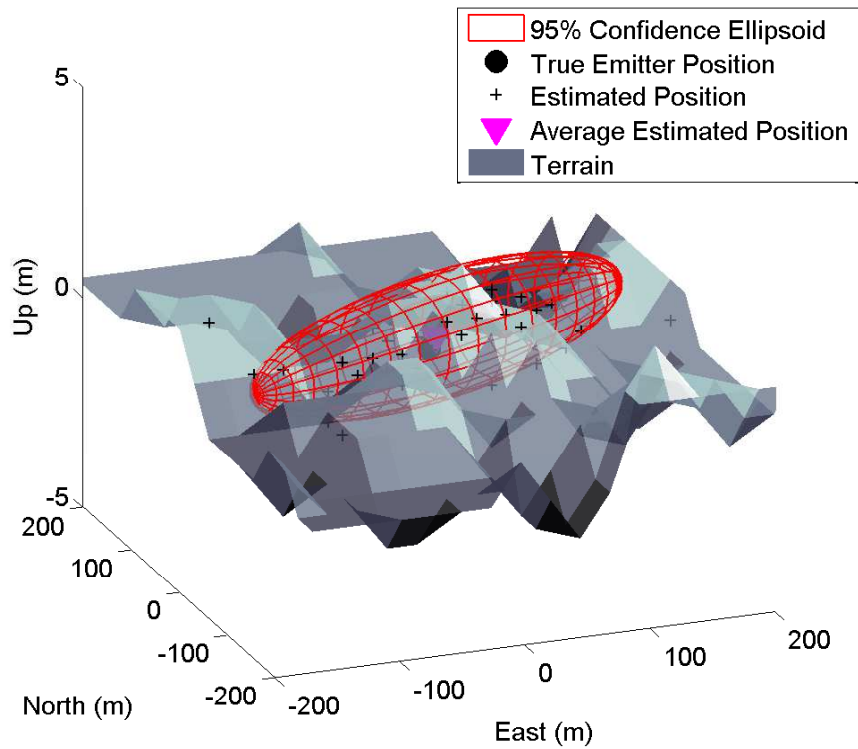 95% Confidence Ellipsoid
True Emitter Position
Estimated Position
Average Estimated Position
Terrain
5
0
-5
Up (m)
200
100
0
-100
-200
North (m)
-200
-100
0
100
200
East (m)